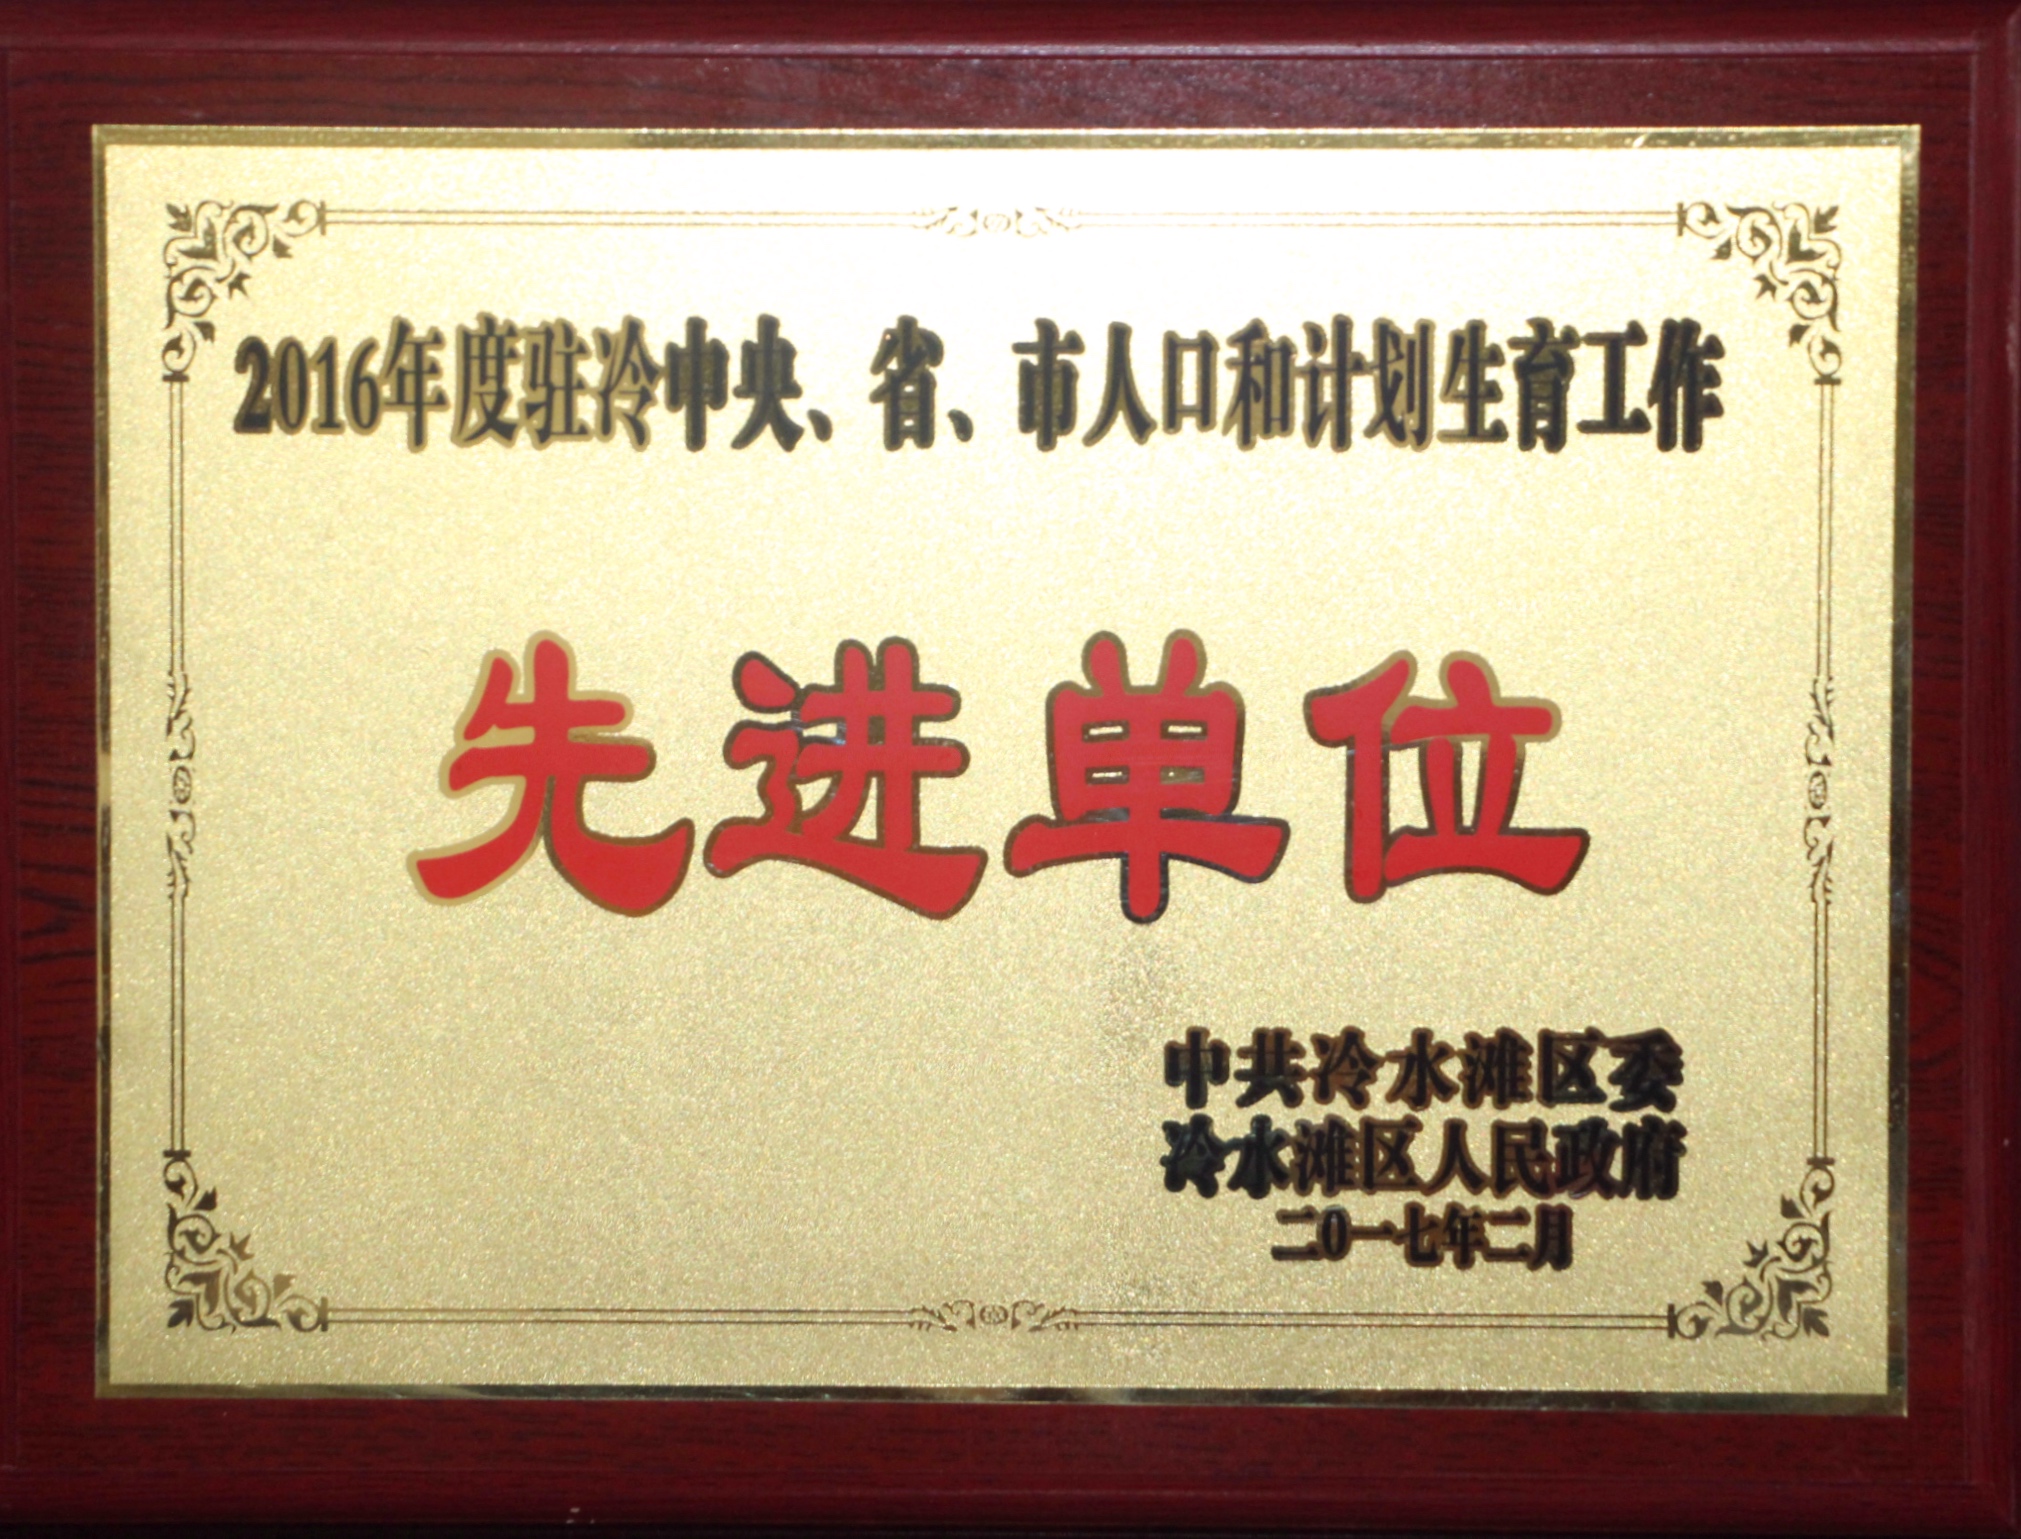 2016年度驻冷中央、省、市人口和计划生育工作
先进单位
中共冷水滩区委
冷水滩区人民政府
二0一七年二月